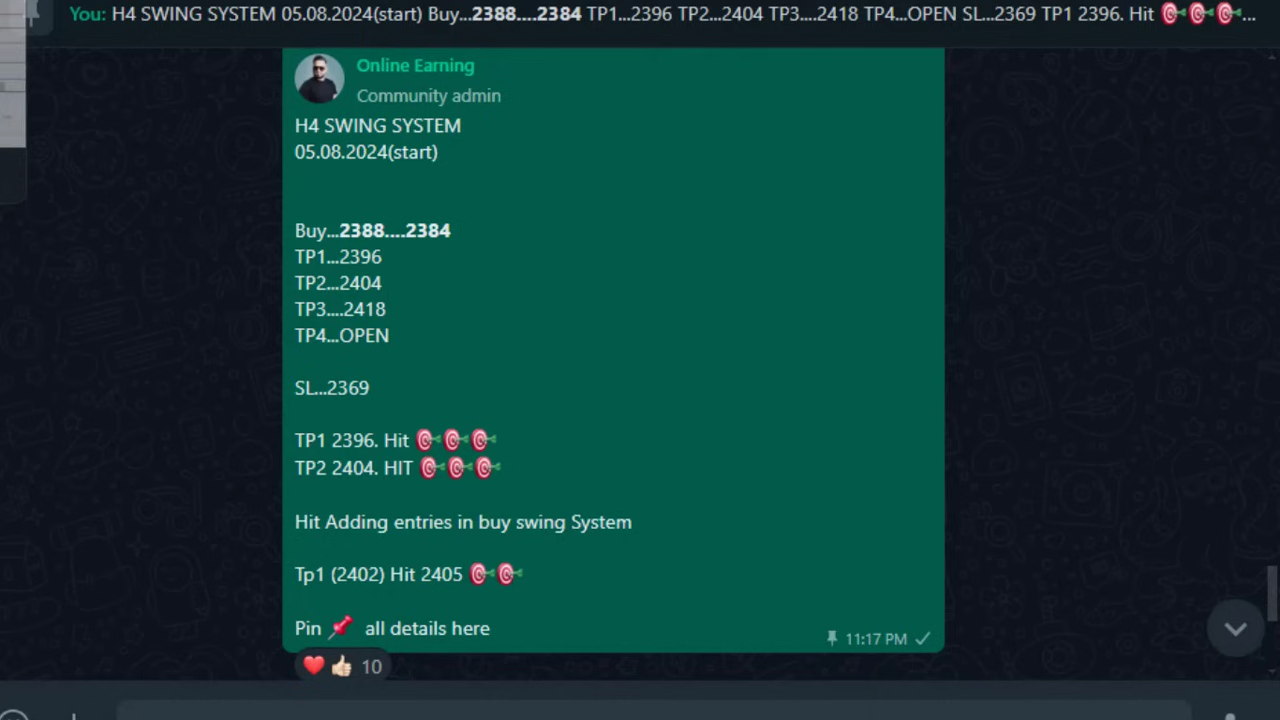 You: H4 SWING SYSTEM 05.08.2024(start) Buy...2388....2384 TP1...2396 TP2...2404 TP3....2418 TP4...OPEN SL...2369 TP1 2396. Hit 🎯🎯🎯...
Online Earning
Community admin
H4 SWING SYSTEM
05.08.2024(start)
Buy...2388....2384
TP1...2396
TP2...2404
TP3....2418
TP4...OPEN
SL...2369
TP1 2396. Hit 🎯🎯🎯
TP2 2404. HIT 🎯🎯🎯
Hit Adding entries in buy swing System
Tp1 (2402) Hit 2405 🎯🎯
Pin 📌 all details here
11:17 PM
❤️👍🏻 10